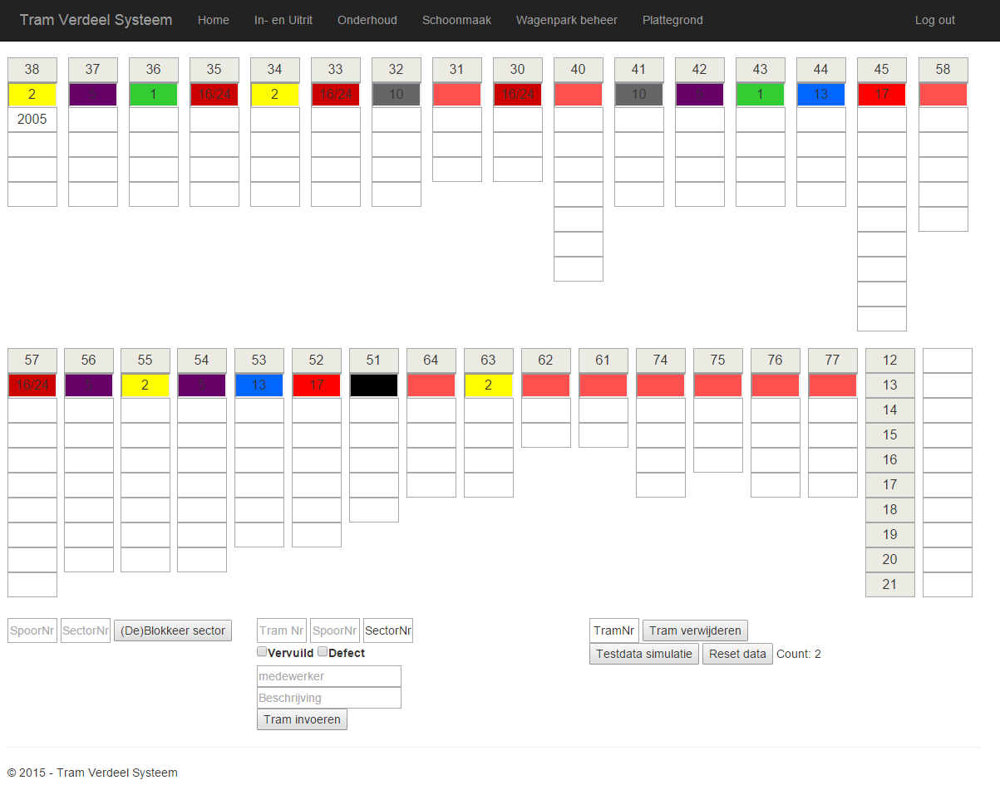 Tram Verdeel Systeem Home In- en Uitrit Onderhoud Schoonmaak Wagenpark beheer Plattegrond Log out
38 37 36 35 34 33 32 31 30 40 41 42 43 44 45 58
2 5 1 16/24 2 16/24 10 16/24 10 5 1 13 17
2005
57 56 55 54 53 52 51 64 63 62 61 74 75 76 77 12
16/24 5 2 5 13 17 2 13
14
15
16
17
18
19
20
21
SpoorNr SectorNr (De)Blokkeer sector Tram Nr SpoorNr SectorNr TramNr Tram verwijderen
Vervuild Defect Testdata simulatie Reset data Count: 2
medewerker
Beschrijving
Tram invoeren
© 2015 - Tram Verdeel Systeem